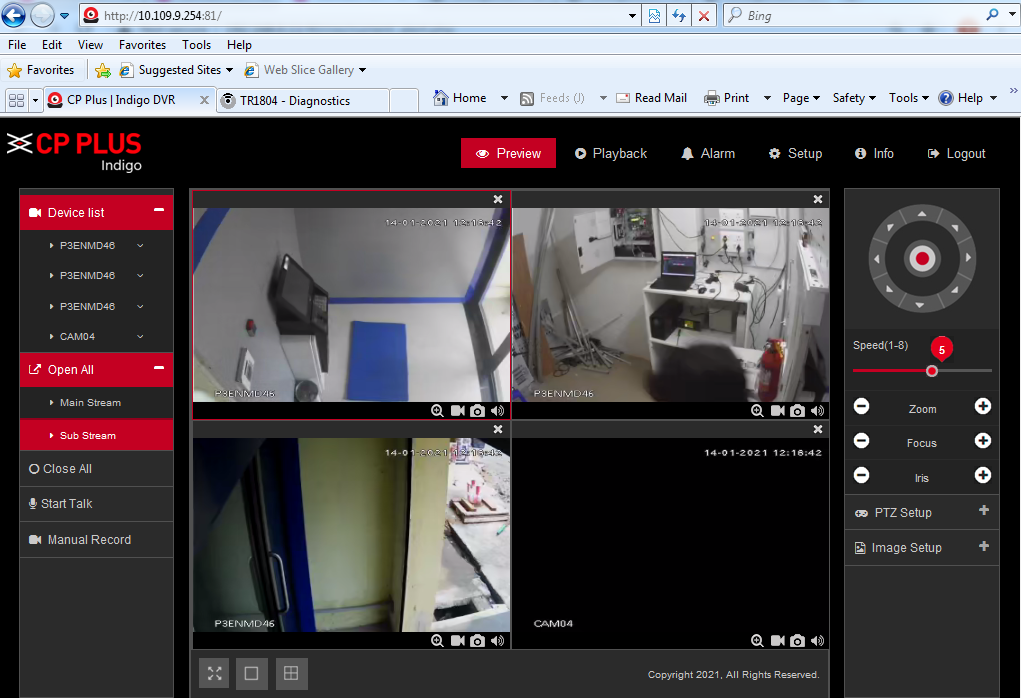 http://10.109.9.254:81/
Bing
File Edit View Favorites Tools Help
Favorites Suggested Sites Web Slice Gallery
CP Plus | Indigo DVR TR1804 - Diagnostics Home Feeds (J) Read Mail Print Page Safety Tools Help
CP PLUS
Indigo
Preview Playback Alarm Setup Info Logout
Device list
P3ENMD46
P3ENMD46
P3ENMD46
CAM04
Open All
Main Stream
Sub Stream
Close All
Start Talk
Manual Record
14-01-2021 12:16:42
P3ENMD46
14-01-2021 12:16:42
P3ENMD46
14-01-2021 12:16:42
P3ENMD46
14-01-2021 12:16:42
CAM04
Copyright 2021, All Rights Reserved.
Speed(1-8)
5
Zoom
Focus
Iris
PTZ Setup
Image Setup